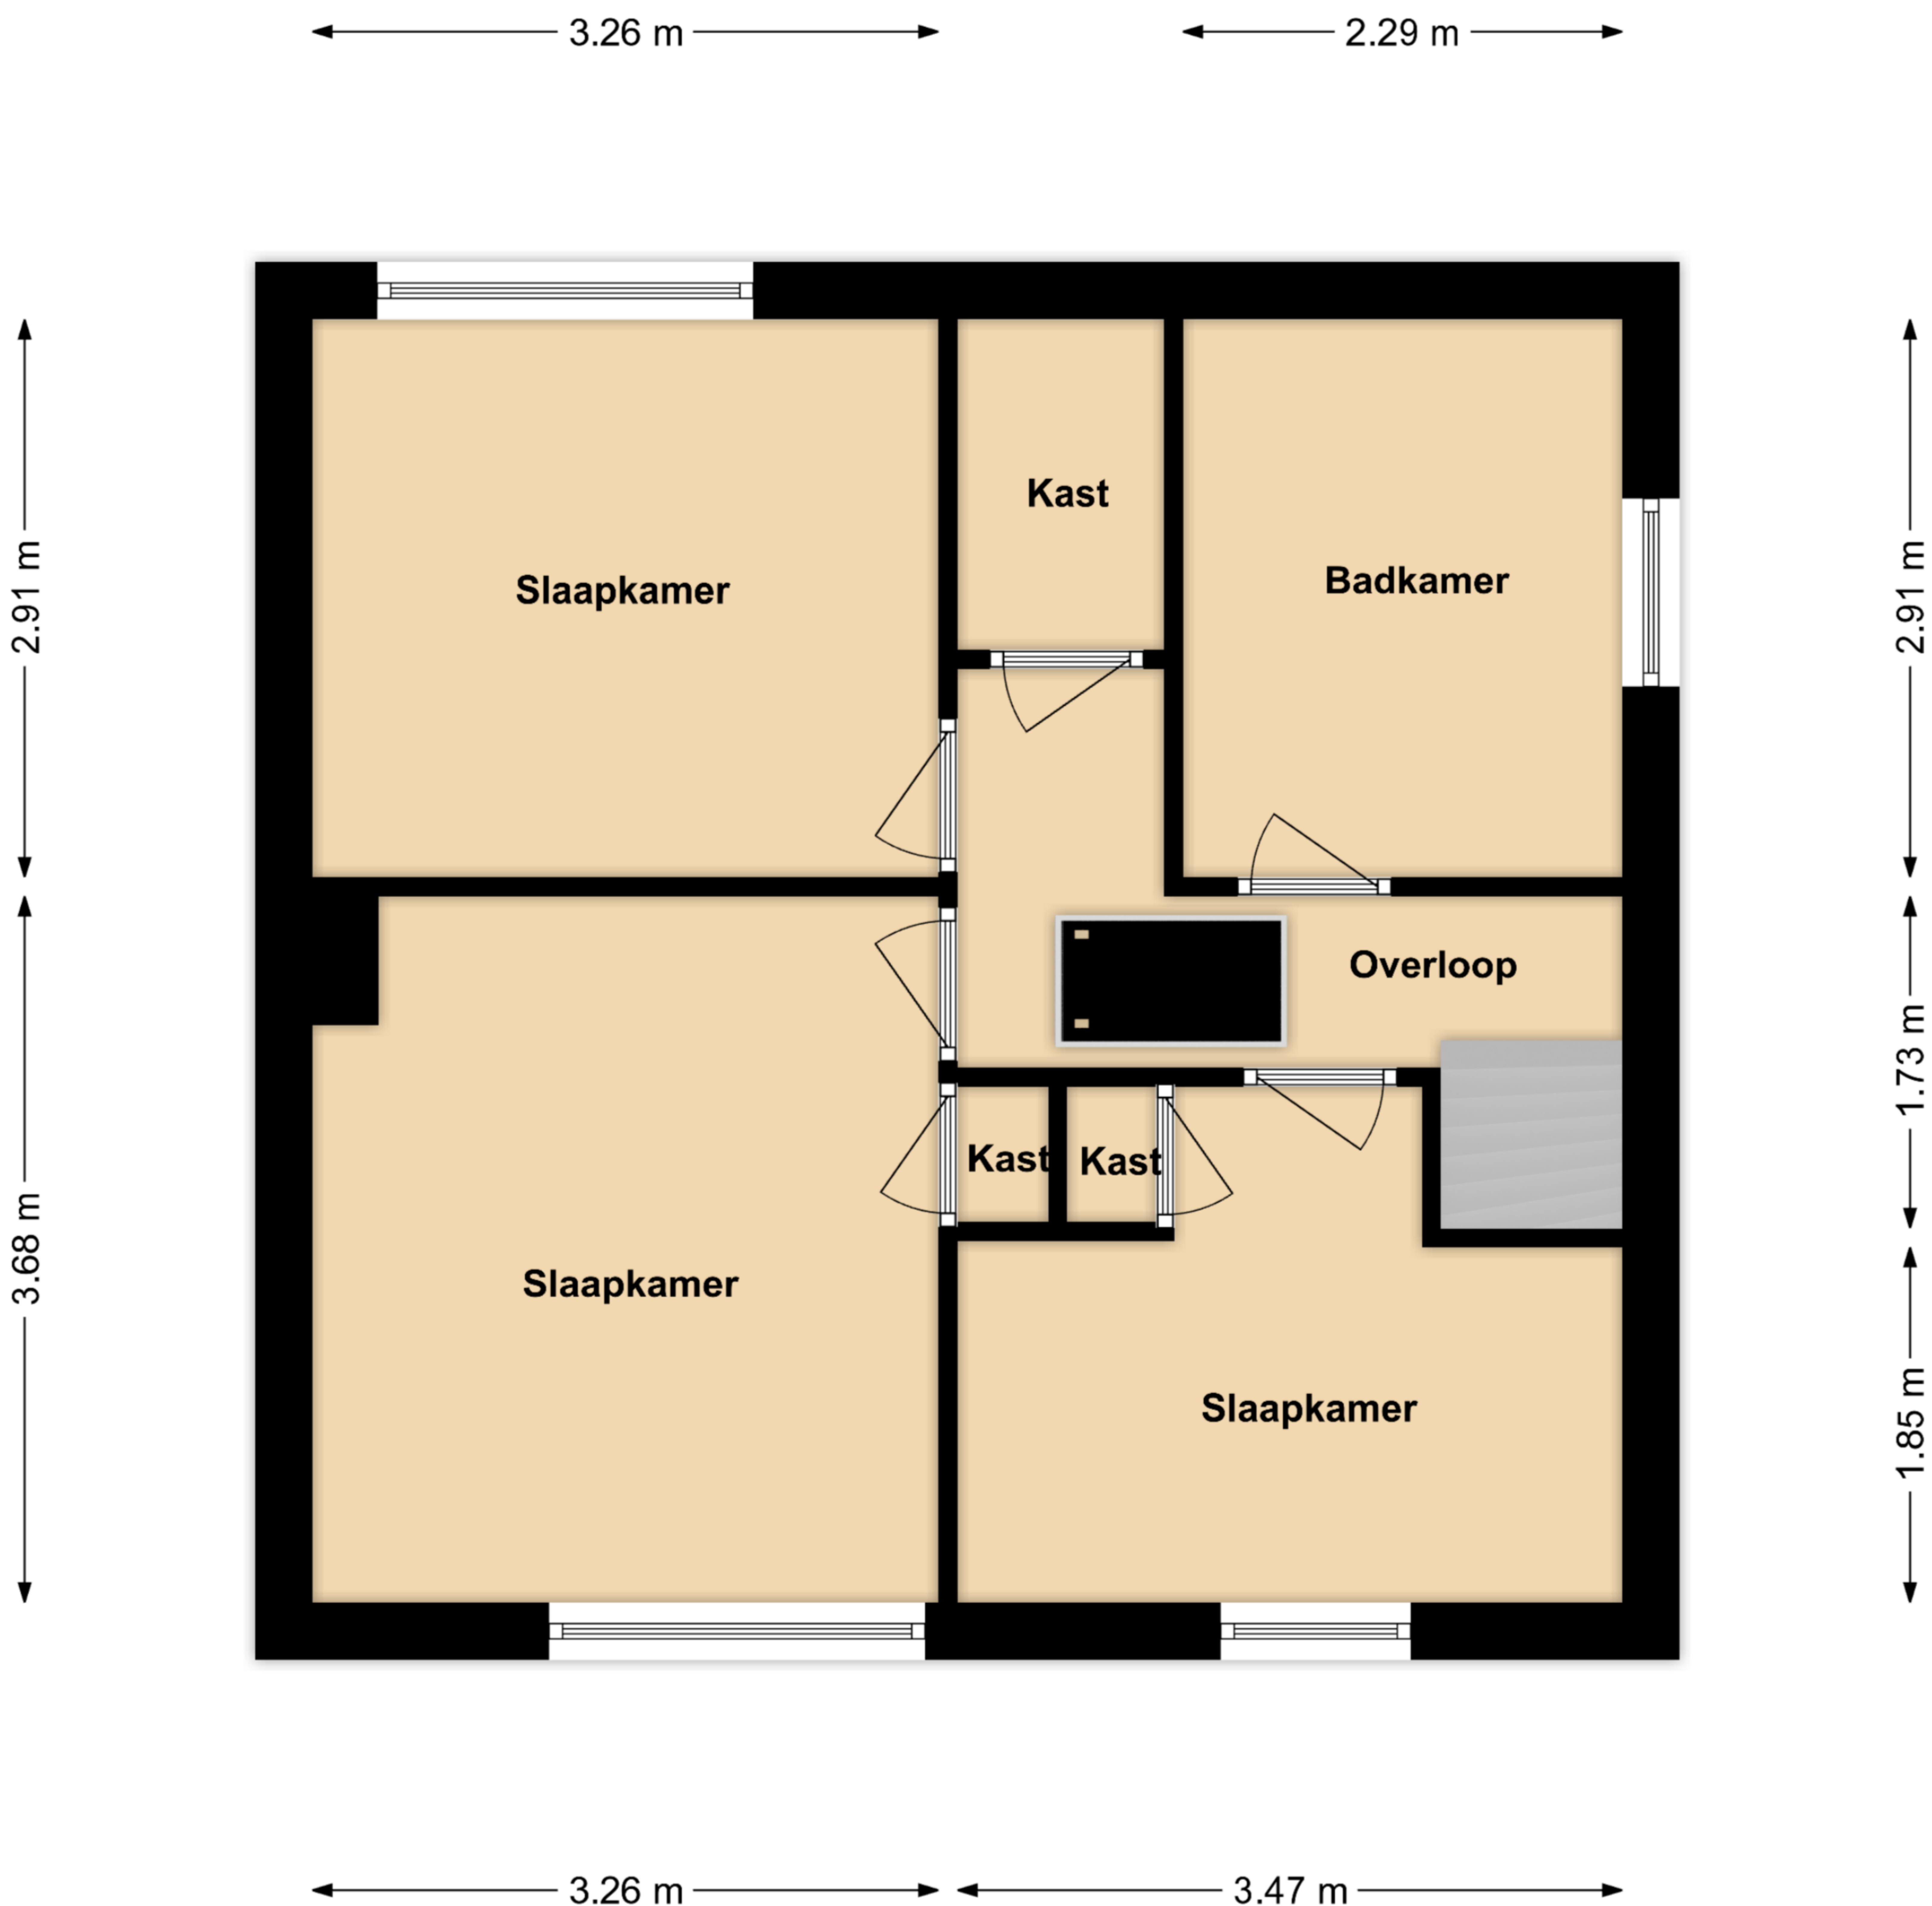 3.26 m
2.29 m
2.91 m
2.91 m
Kast
Badkamer
Slaapkamer
Overloop
1.73 m
Kast
Kast
3.68 m
Slaapkamer
Slaapkamer
1.85 m
3.26 m
3.47 m